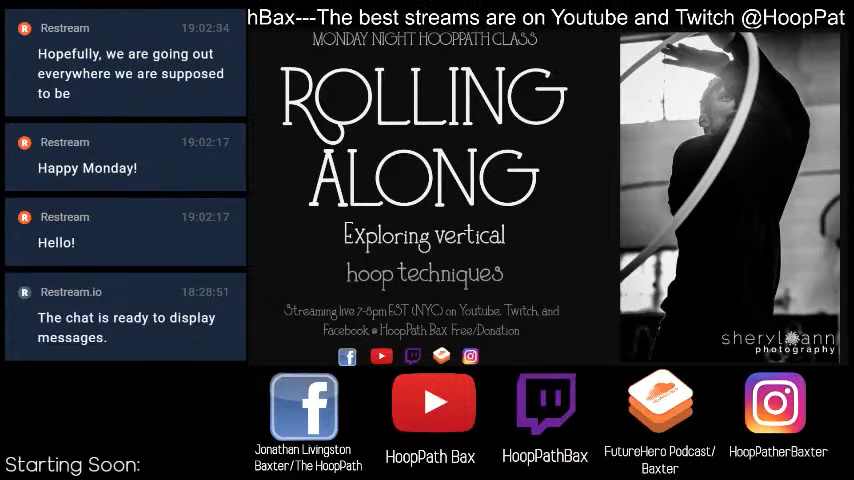 hBax---The best streams are on Youtube and Twitch @HoopPat
Restream 19:02:34
Hopefully, we are going out
everywhere we are supposed
to be
Restream 19:02:17
Happy Monday!
Restream 19:02:17
Hello!
Restream.io 18:28:51
The chat is ready to display
messages.
MONDAY NIGHT HOOPPATH CLASS
ROLLING
ALONG
Exploring vertical
hoop techniques
Streaming live 7-8pm EST (NYC) on Youtube, Twitch, and
Facebook @ HoopPath Bax Free/Donation
sheryl ann
photography
Jonathan Livingston
Baxter/The HoopPath
HoopPath Bax
HoopPathBax
FutureHero Podcast/
Baxter
HoopPatherBaxter
Starting Soon: